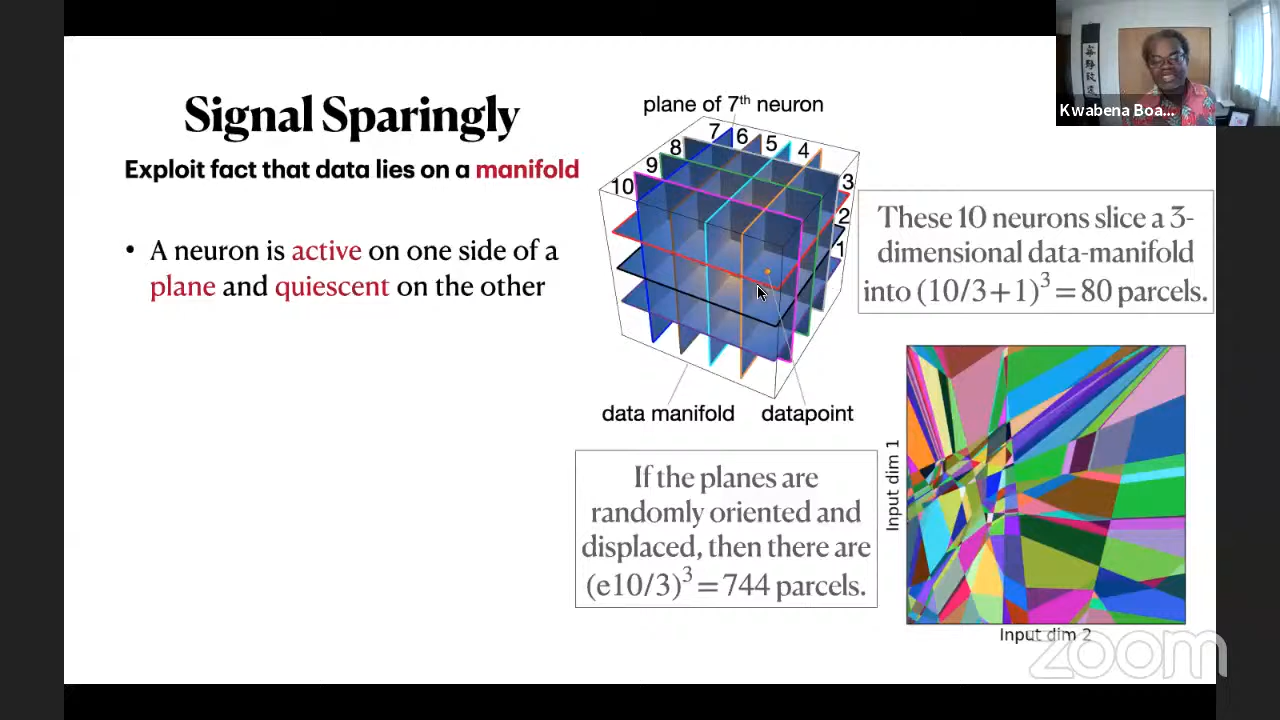 Signal Sparingly
Exploit fact that data lies on a manifold
• A neuron is active on one side of a
plane and quiescent on the other
plane of 7th neuron
7
6
5
4
8
9
10
3
2
1
data manifold
datapoint
These 10 neurons slice a 3-
dimensional data-manifold
into (10/3+1)³ = 80 parcels.
If the planes are
randomly oriented and
displaced, then there are
(e10/3)³ = 744 parcels.
Input dim 1
Input dim 2
Kwabena Boa...
zoom